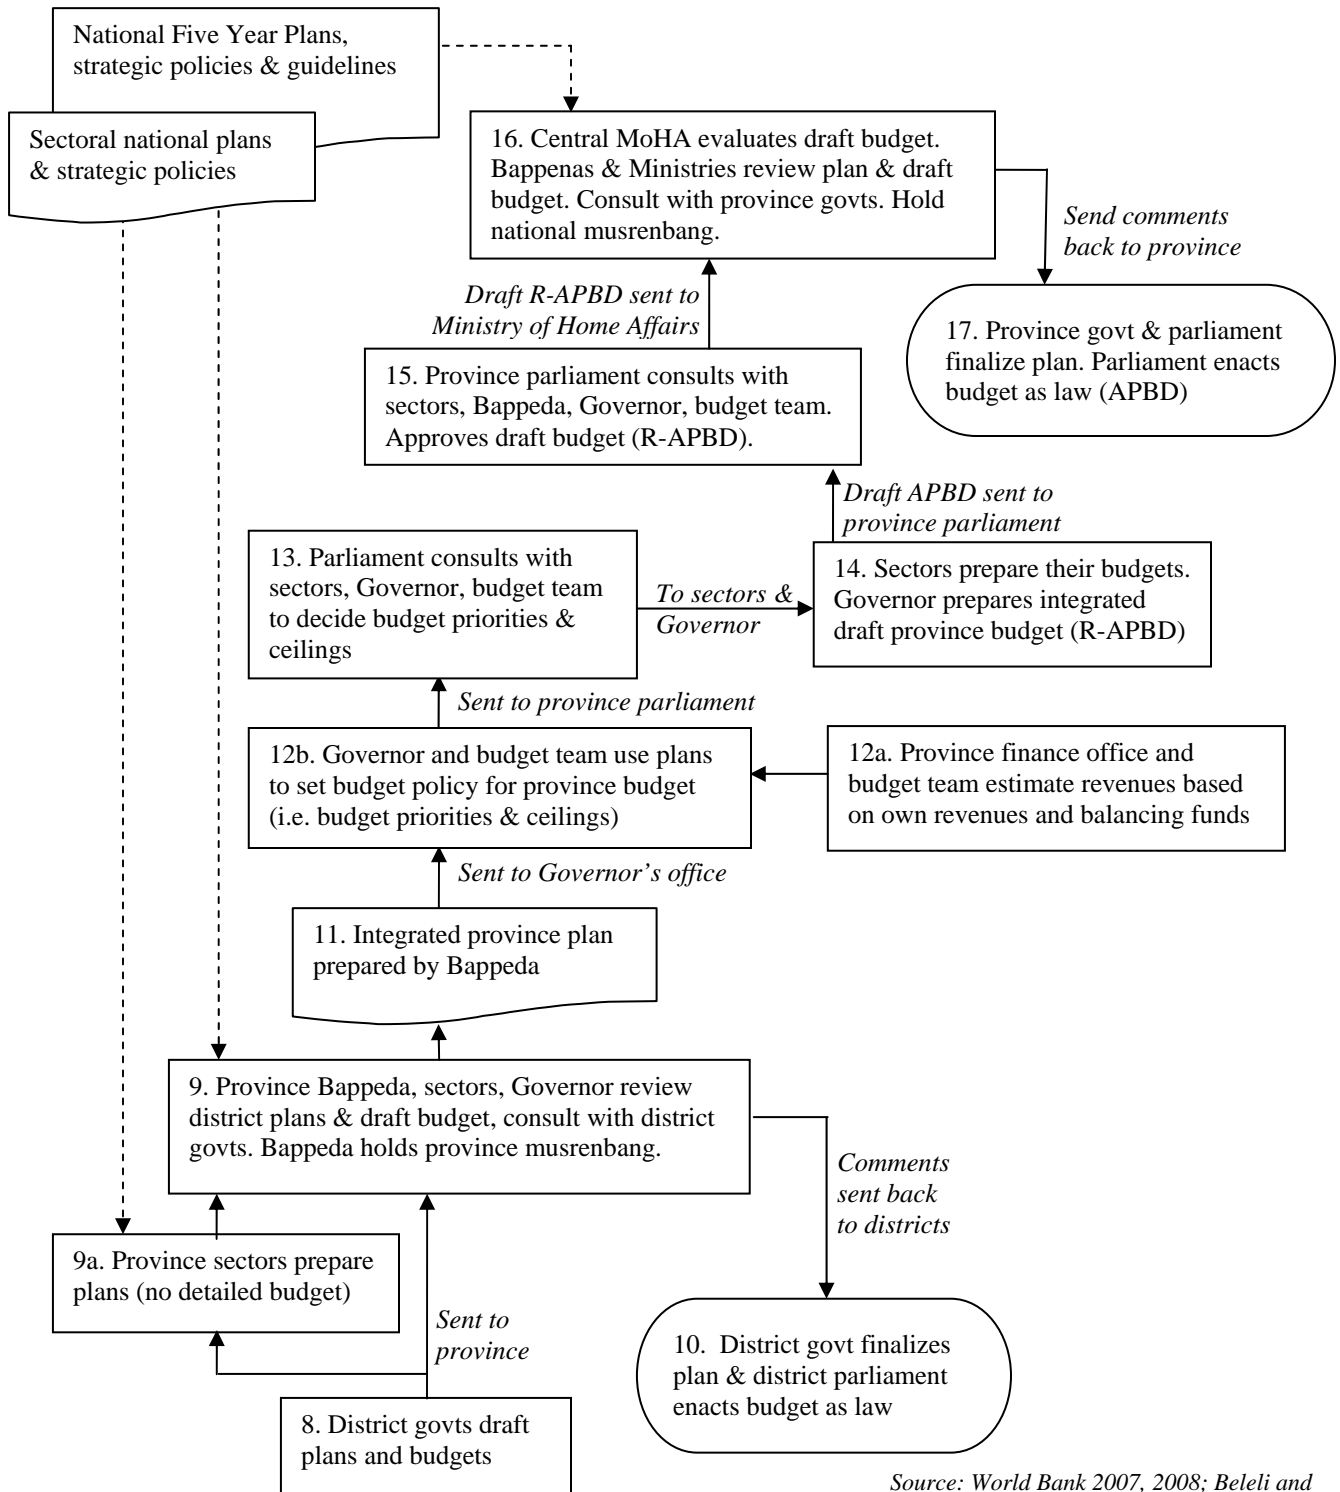 National Five Year Plans,
strategic policies & guidelines
Sectoral national plans
& strategic policies
16. Central MoHA evaluates draft budget.
Bappenas & Ministries review plan & draft
budget. Consult with province govts. Hold
national musrenbang.
Send comments
back to province
Draft R-APBD sent to
Ministry of Home Affairs
17. Province govt & parliament
finalize plan. Parliament enacts
budget as law (APBD)
15. Province parliament consults with
sectors, Bappeda, Governor, budget team.
Approves draft budget (R-APBD).
Draft APBD sent to
province parliament
13. Parliament consults with
sectors, Governor, budget team
to decide budget priorities &
ceilings
To sectors &
Governor
14. Sectors prepare their budgets.
Governor prepares integrated
draft province budget (R-APBD)
Sent to province parliament
12b. Governor and budget team use plans
to set budget policy for province budget
(i.e. budget priorities & ceilings)
12a. Province finance office and
budget team estimate revenues based
on own revenues and balancing funds
Sent to Governor’s office
11. Integrated province plan
prepared by Bappeda
9. Province Bappeda, sectors, Governor review
district plans & draft budget, consult with district
govts. Bappeda holds province musrenbang.
Comments
sent back
to districts
9a. Province sectors prepare
plans (no detailed budget)
Sent to
province
10. District govt finalizes
plan & district parliament
enacts budget as law
8. District govts draft
plans and budgets
Source: World Bank 2007, 2008; Beleli and